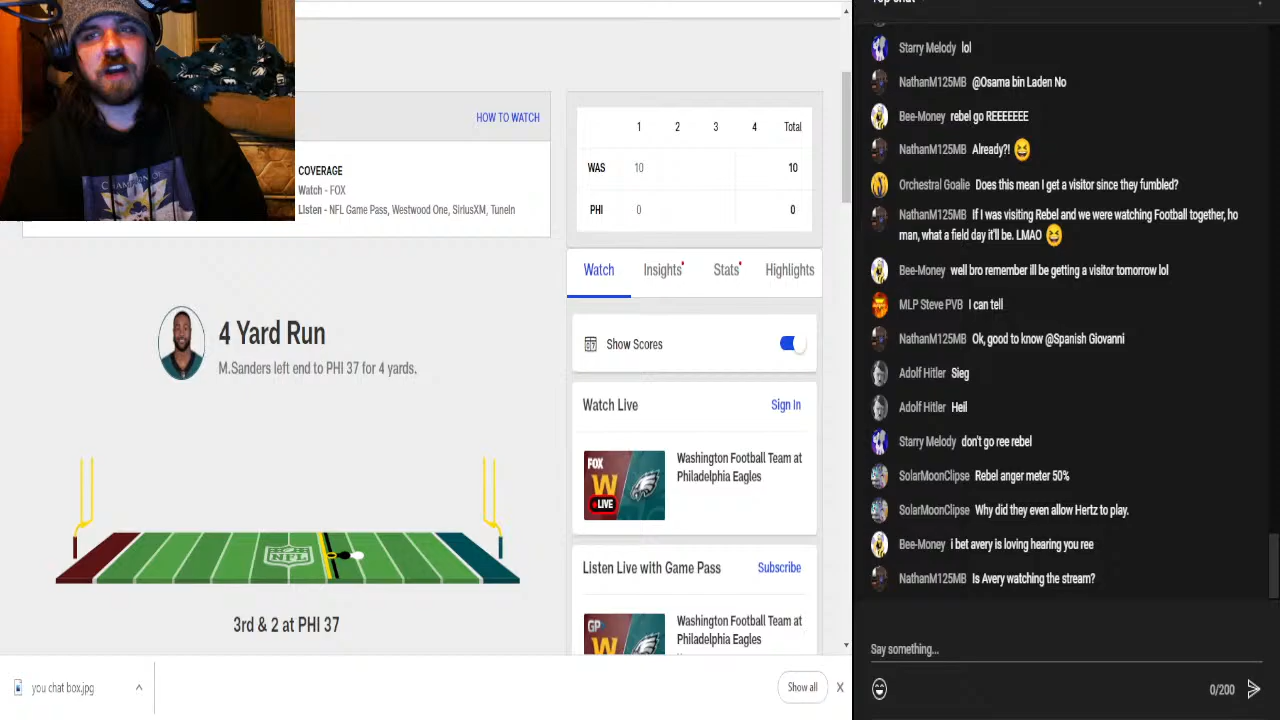 HOW TO WATCH
COVERAGE
Watch - FOX
Listen - NFL Game Pass, Westwood One, SiriusXM, TuneIn
1 2 3 4 Total
WAS 10 10
PHI 0 0
Watch Insights Stats Highlights
4 Yard Run
M.Sanders left end to PHI 37 for 4 yards.
Show Scores
Watch Live Sign In
FOX
W
LIVE
Washington Football Team at
Philadelphia Eagles
NFL
3rd & 2 at PHI 37
Listen Live with Game Pass Subscribe
GP
W
Washington Football Team at
Philadelphia Eagles
you chat box.jpg
Show all X
Starry Melody lol
NathanM125MB @Osama bin Laden No
Bee-Money rebel go REEEEEEE
NathanM125MB Already?! 😆
Orchestral Goalie Does this mean I get a visitor since they fumbled?
NathanM125MB If I was visiting Rebel and we were watching Football together, ho
man, what a field day it'll be. LMAO 😆
Bee-Money well bro remember ill be getting a visitor tomorrow lol
MLP Steve PVB I can tell
NathanM125MB Ok, good to know @Spanish Giovanni
Adolf Hitler Sieg
Adolf Hitler Heil
Starry Melody don't go ree rebel
SolarMoonClipse Rebel anger meter 50%
SolarMoonClipse Why did they even allow Hertz to play.
Bee-Money i bet avery is loving hearing you ree
NathanM125MB Is Avery watching the stream?
Say something...
0/200